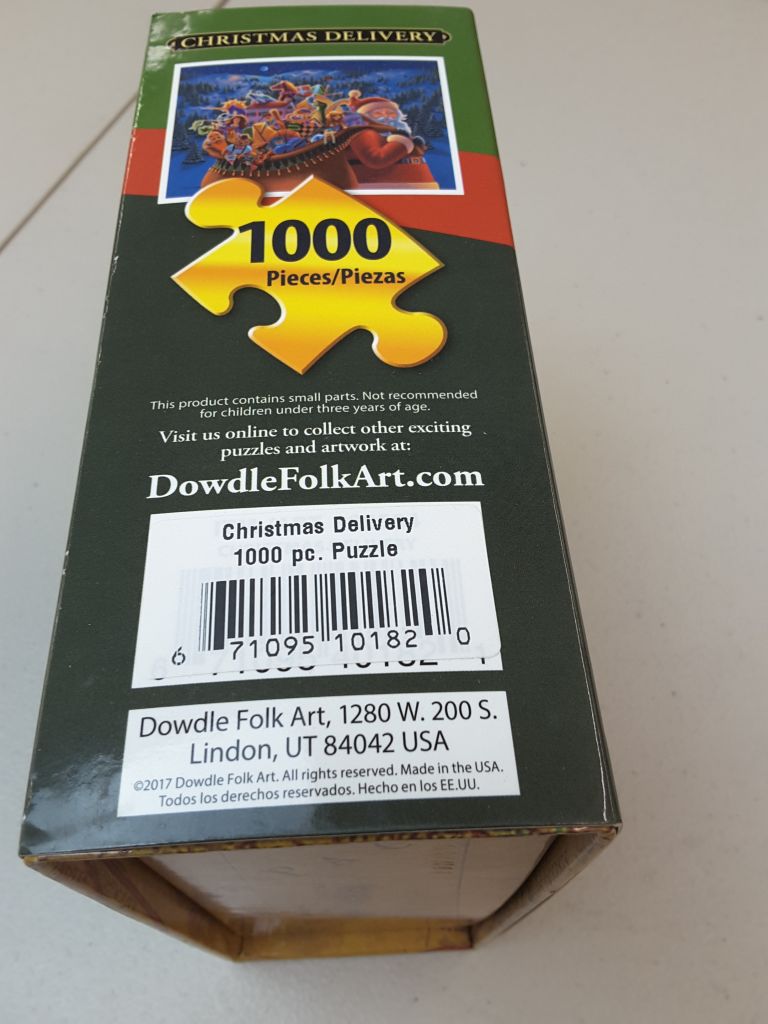 CHRISTMAS DELIVERY
1000
Pieces/Piezas
This product contains small parts. Not recommended
for children under three years of age.
Visit us online to collect other exciting
puzzles and artwork at:
DowdleFolkArt.com
Christmas Delivery
1000 pc. Puzzle
6 71095 10182 0
Dowdle Folk Art, 1280 W. 200 S.
Lindon, UT 84042 USA
©2017 Dowdle Folk Art. All rights reserved. Made in the USA.
Todos los derechos reservados. Hecho en los EE.UU.